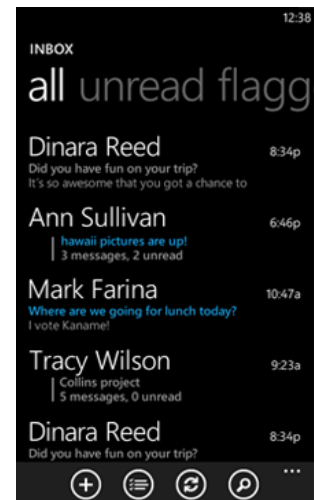 12:38
INBOX
all unread flagg
Dinara Reed 8:34p
Did you have fun on your trip?
It's so awesome that you got a chance to
Ann Sullivan 6:46p
hawaii pictures are up!
3 messages, 2 unread
Mark Farina 10:47a
Where are we going for lunch today?
I vote Kaname!
Tracy Wilson 9:23a
Collins project
5 messages, 0 unread
Dinara Reed 8:34p
Did you have fun on your trip?
...